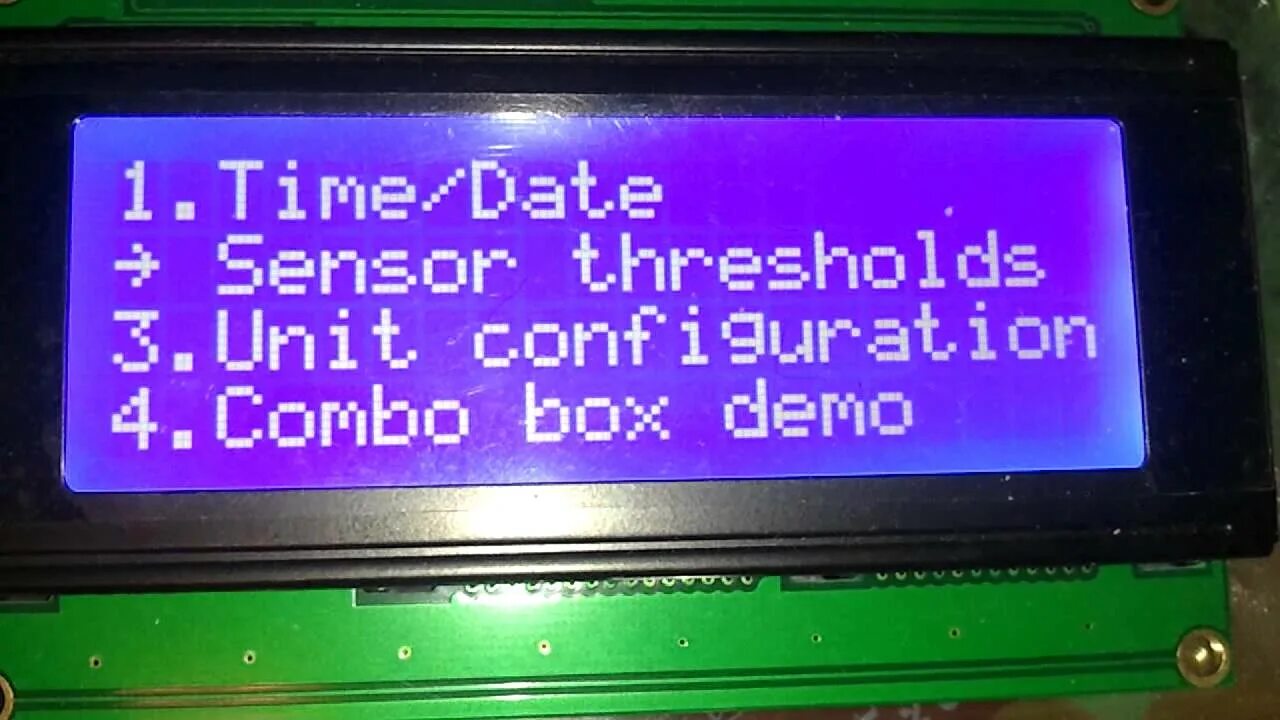 1.Time/Date
→ Sensor thresholds
3.Unit configuration
4.Combo box demo